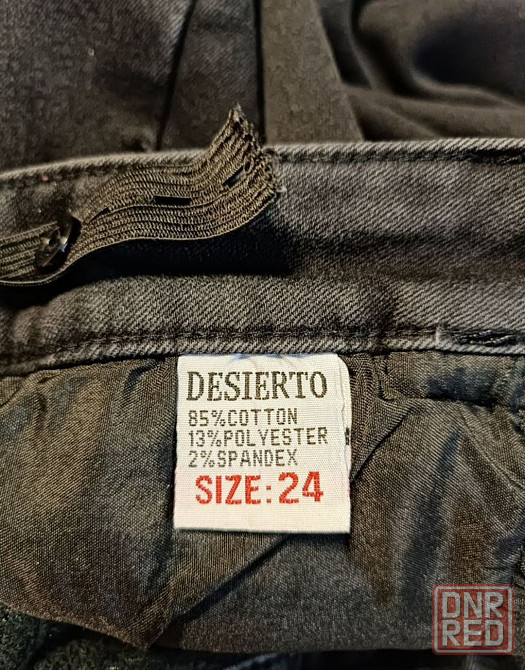 DESIERTO
85%COTTON
13%POLYESTER
2%SPANDEX
SIZE:24
DNR
RED